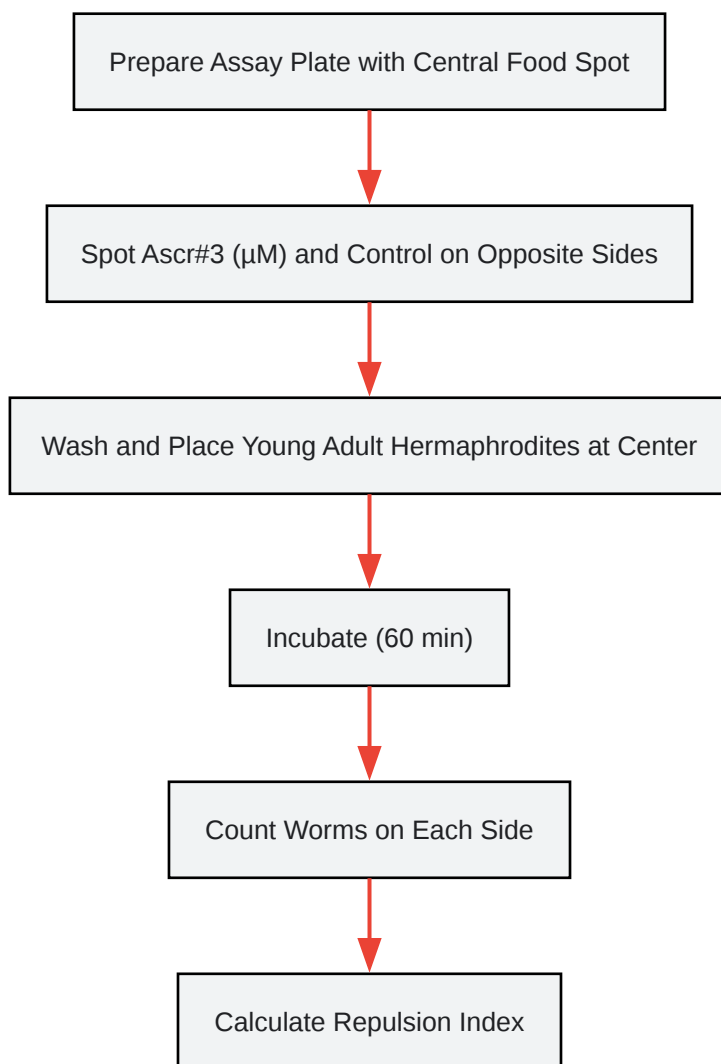 Prepare Assay Plate with Central Food Spot
Spot Ascr#3 (µM) and Control on Opposite Sides
Wash and Place Young Adult Hermaphrodites at Center
Incubate (60 min)
Count Worms on Each Side
Calculate Repulsion Index